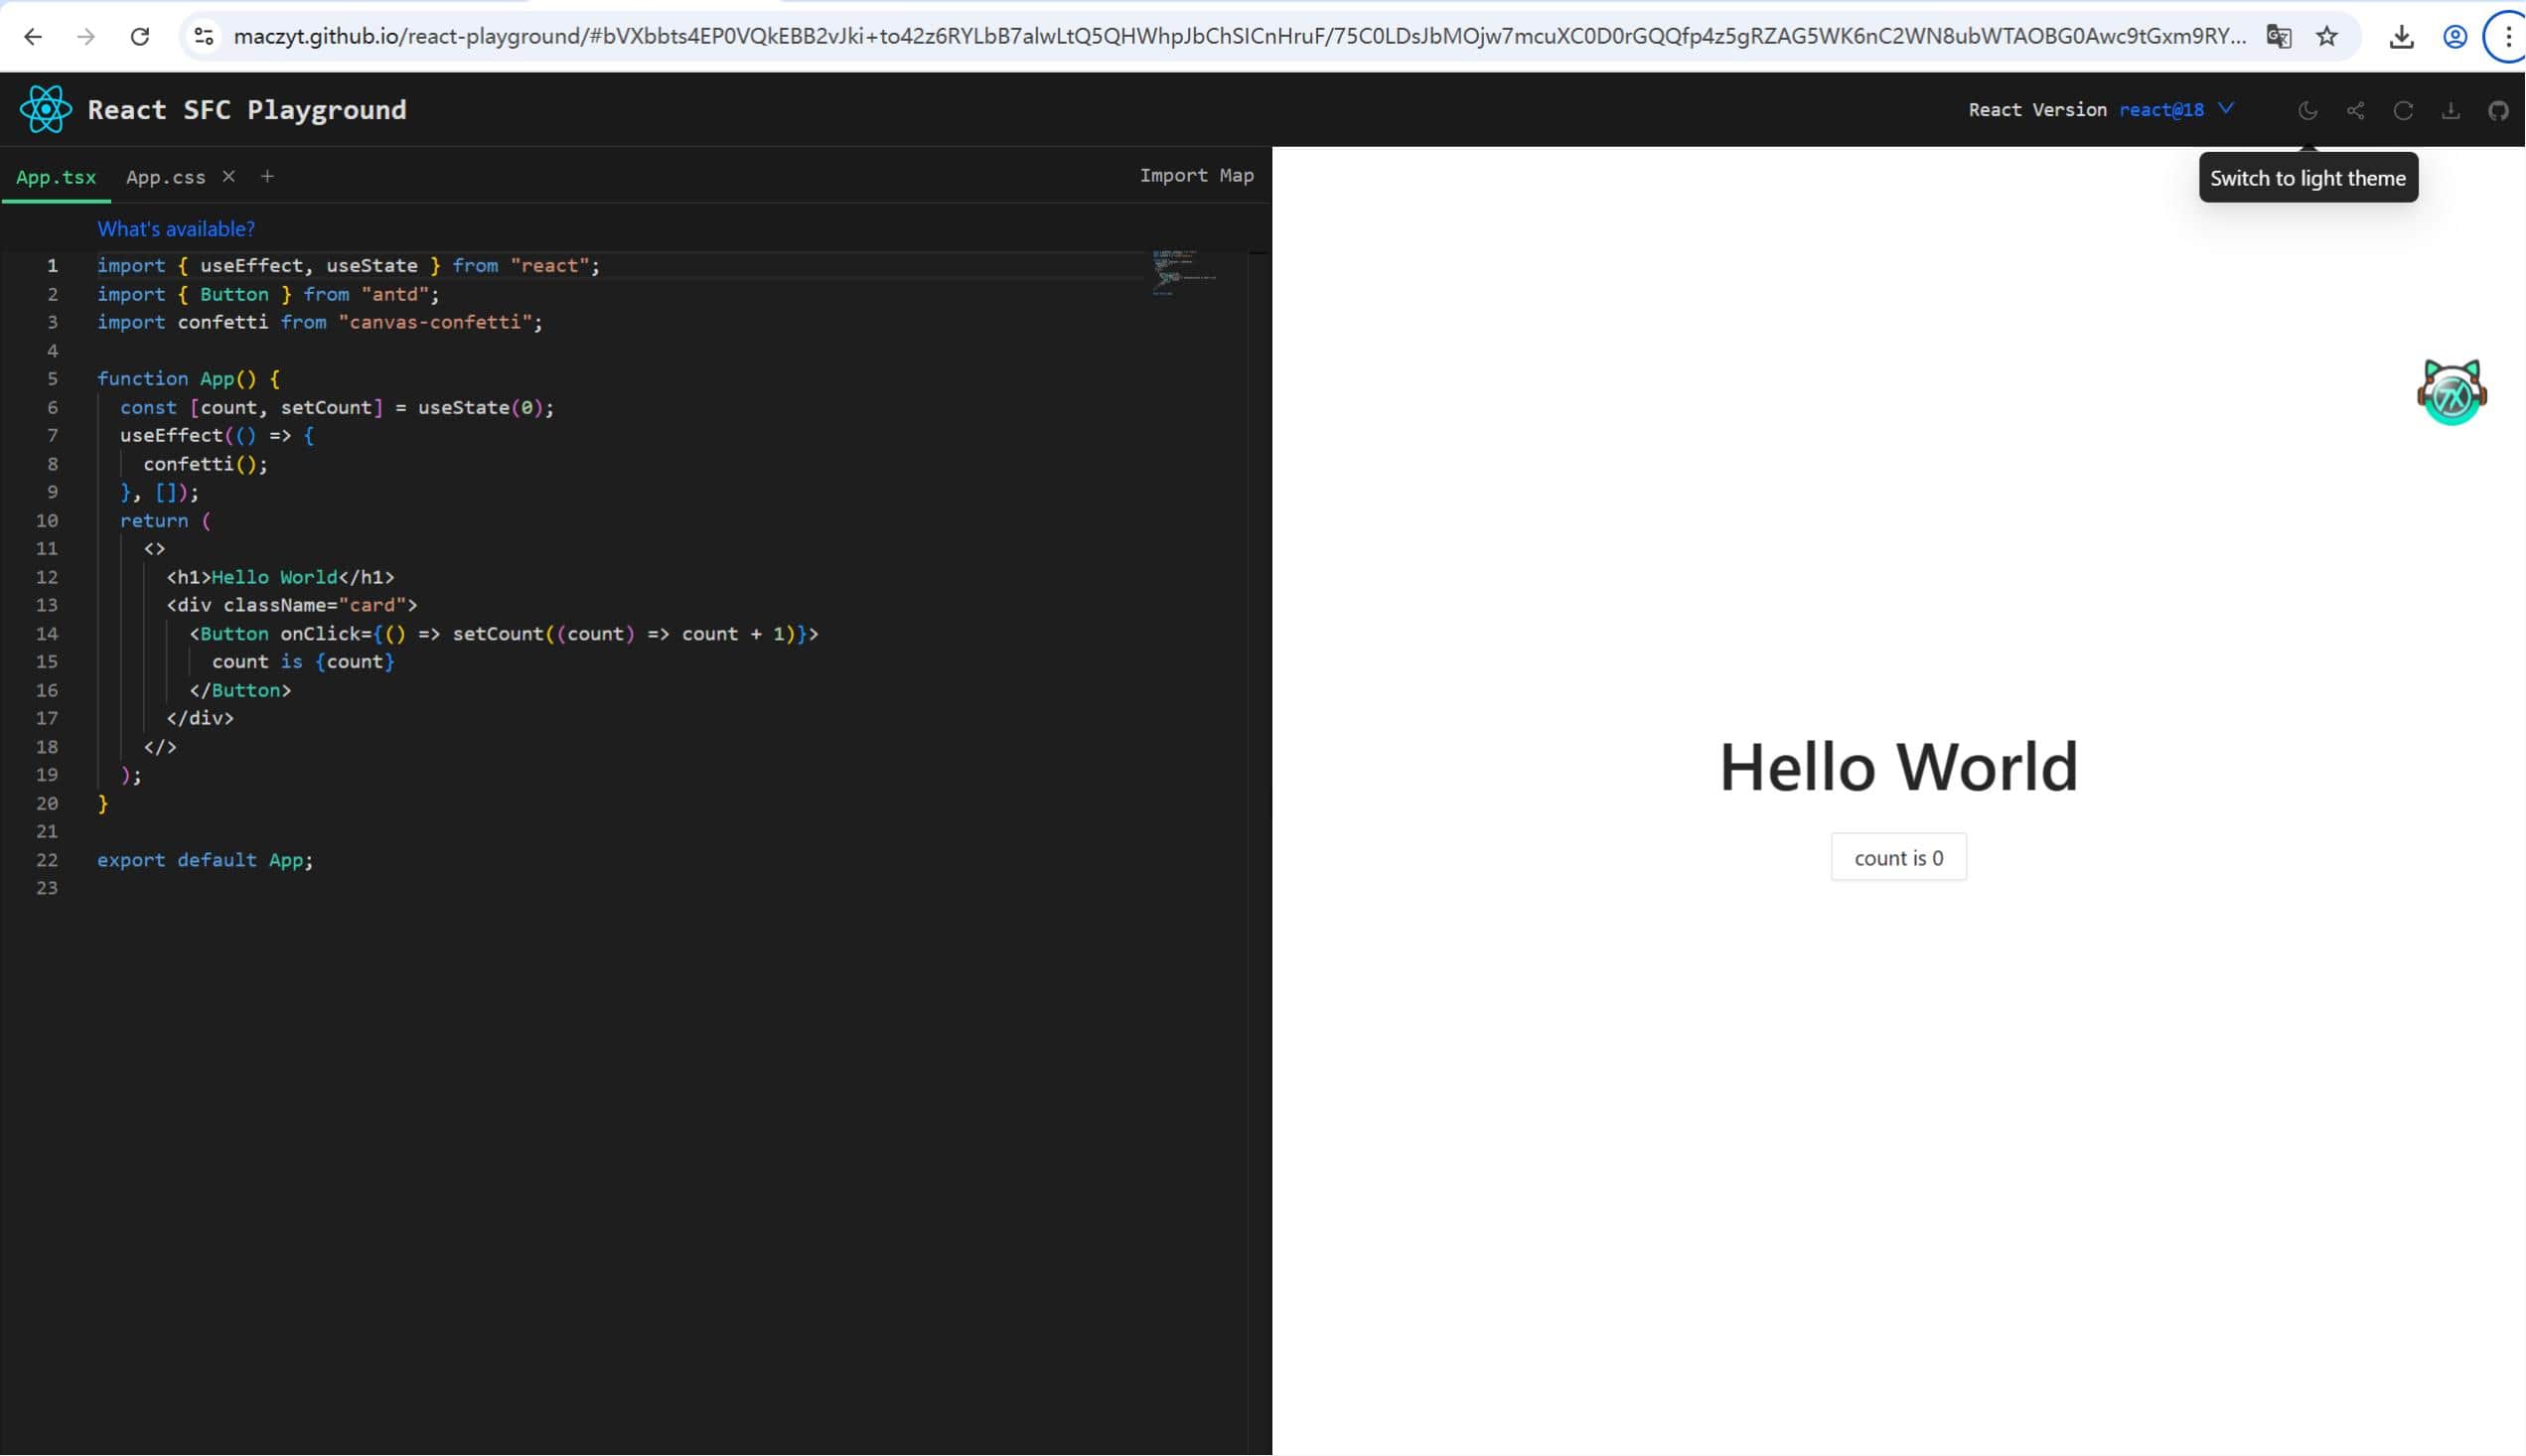 maczyt.github.io/react-playground/#bVXbbts4EP0VQkEBB2vJki+to42z6RYLbB7alwLtQ5QHWhpJbChSICnHruF/75C0LDsJbMOjw7mcuXC0D0rGQQfp4z5gRZAG5WK6nC2WN8ubWTAOBG0Awc9tGxm9RY...
React SFC Playground
React Version react@18
App.tsx App.css × + Import Map
Switch to light theme
What's available?
1 import { useEffect, useState } from "react";
2 import { Button } from "antd";
3 import confetti from "canvas-confetti";
4
5 function App() {
6 const [count, setCount] = useState(0);
7 useEffect(() => {
8 confetti();
9 }, []);
10 return (
11 <>
12 <h1>Hello World</h1>
13 <div className="card">
14 <Button onClick={() => setCount((count) => count + 1)}>
15 count is {count}
16 </Button>
17 </div>
18 </>
19 );
20 }
21
22 export default App;
23
7X
Hello World
count is 0